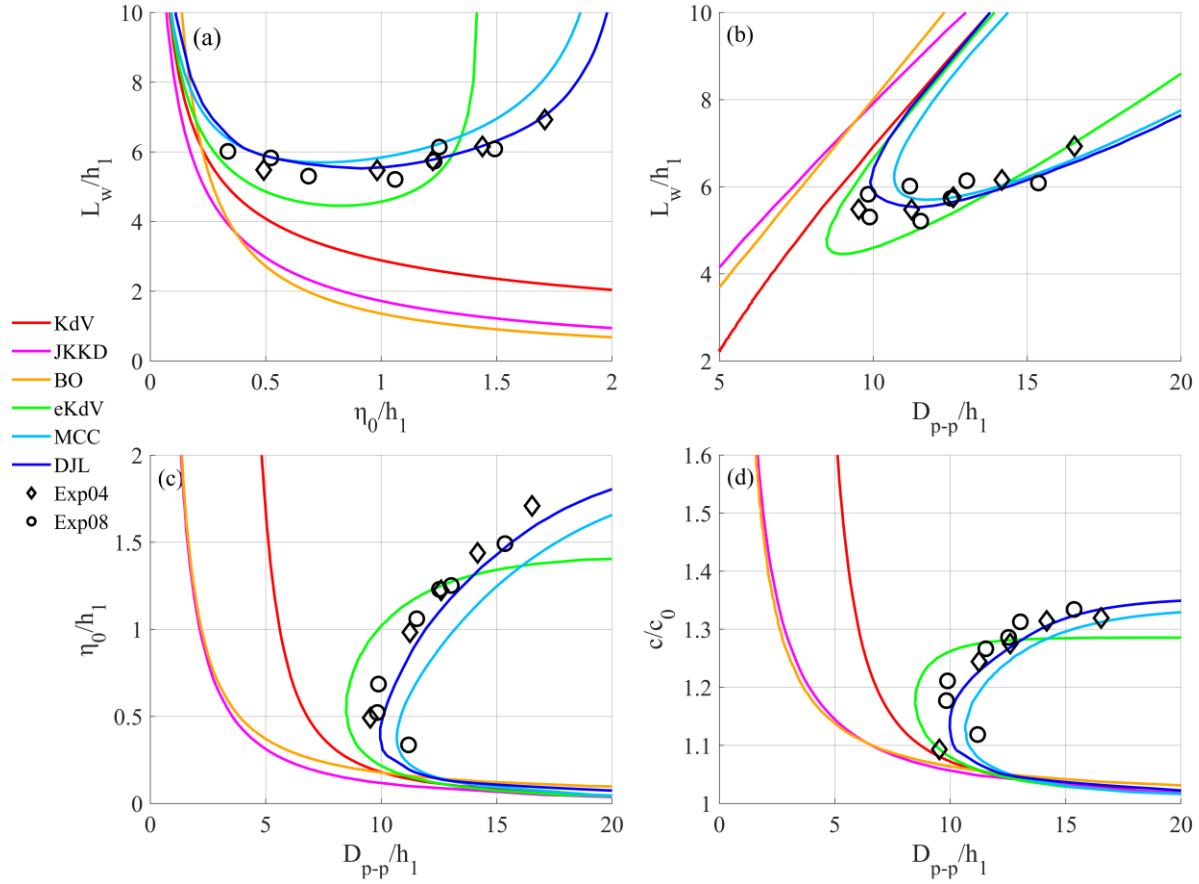 10
8
6
4
2
0
L_w/h_1
(a)
0
0.5
1
1.5
2
η_0/h_1
10
8
6
4
2
L_w/h_1
(b)
5
10
15
20
D_p-p/h_1
KdV
JKKD
BO
eKdV
MCC
DJL
Exp04
Exp08
2
1.5
1
0.5
0
η_0/h_1
(c)
0
5
10
15
20
D_p-p/h_1
1.6
1.5
1.4
1.3
1.2
1.1
1
c/c_0
(d)
0
5
10
15
20
D_p-p/h_1